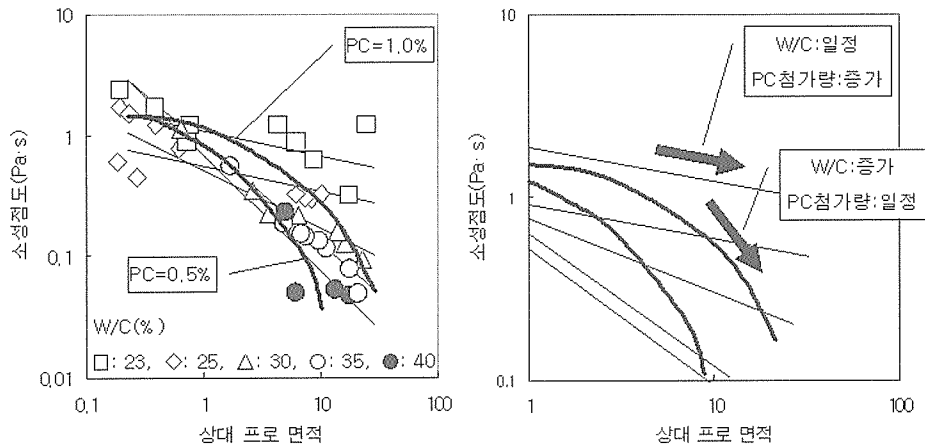 10
1
0.1
0.01
소성점도(Pa·s)
PC=1.0%
PC=0.5%
W/C(%)
□: 23, ◇: 25, △: 30, ○: 35, ●: 40
0.1
1
10
100
상대 프로 면적
10
1
0.1
소성점도(Pa·s)
W/C:일정
PC첨가량:증가
W/C:증가
PC첨가량:일정
1
10
100
상대 프로 면적